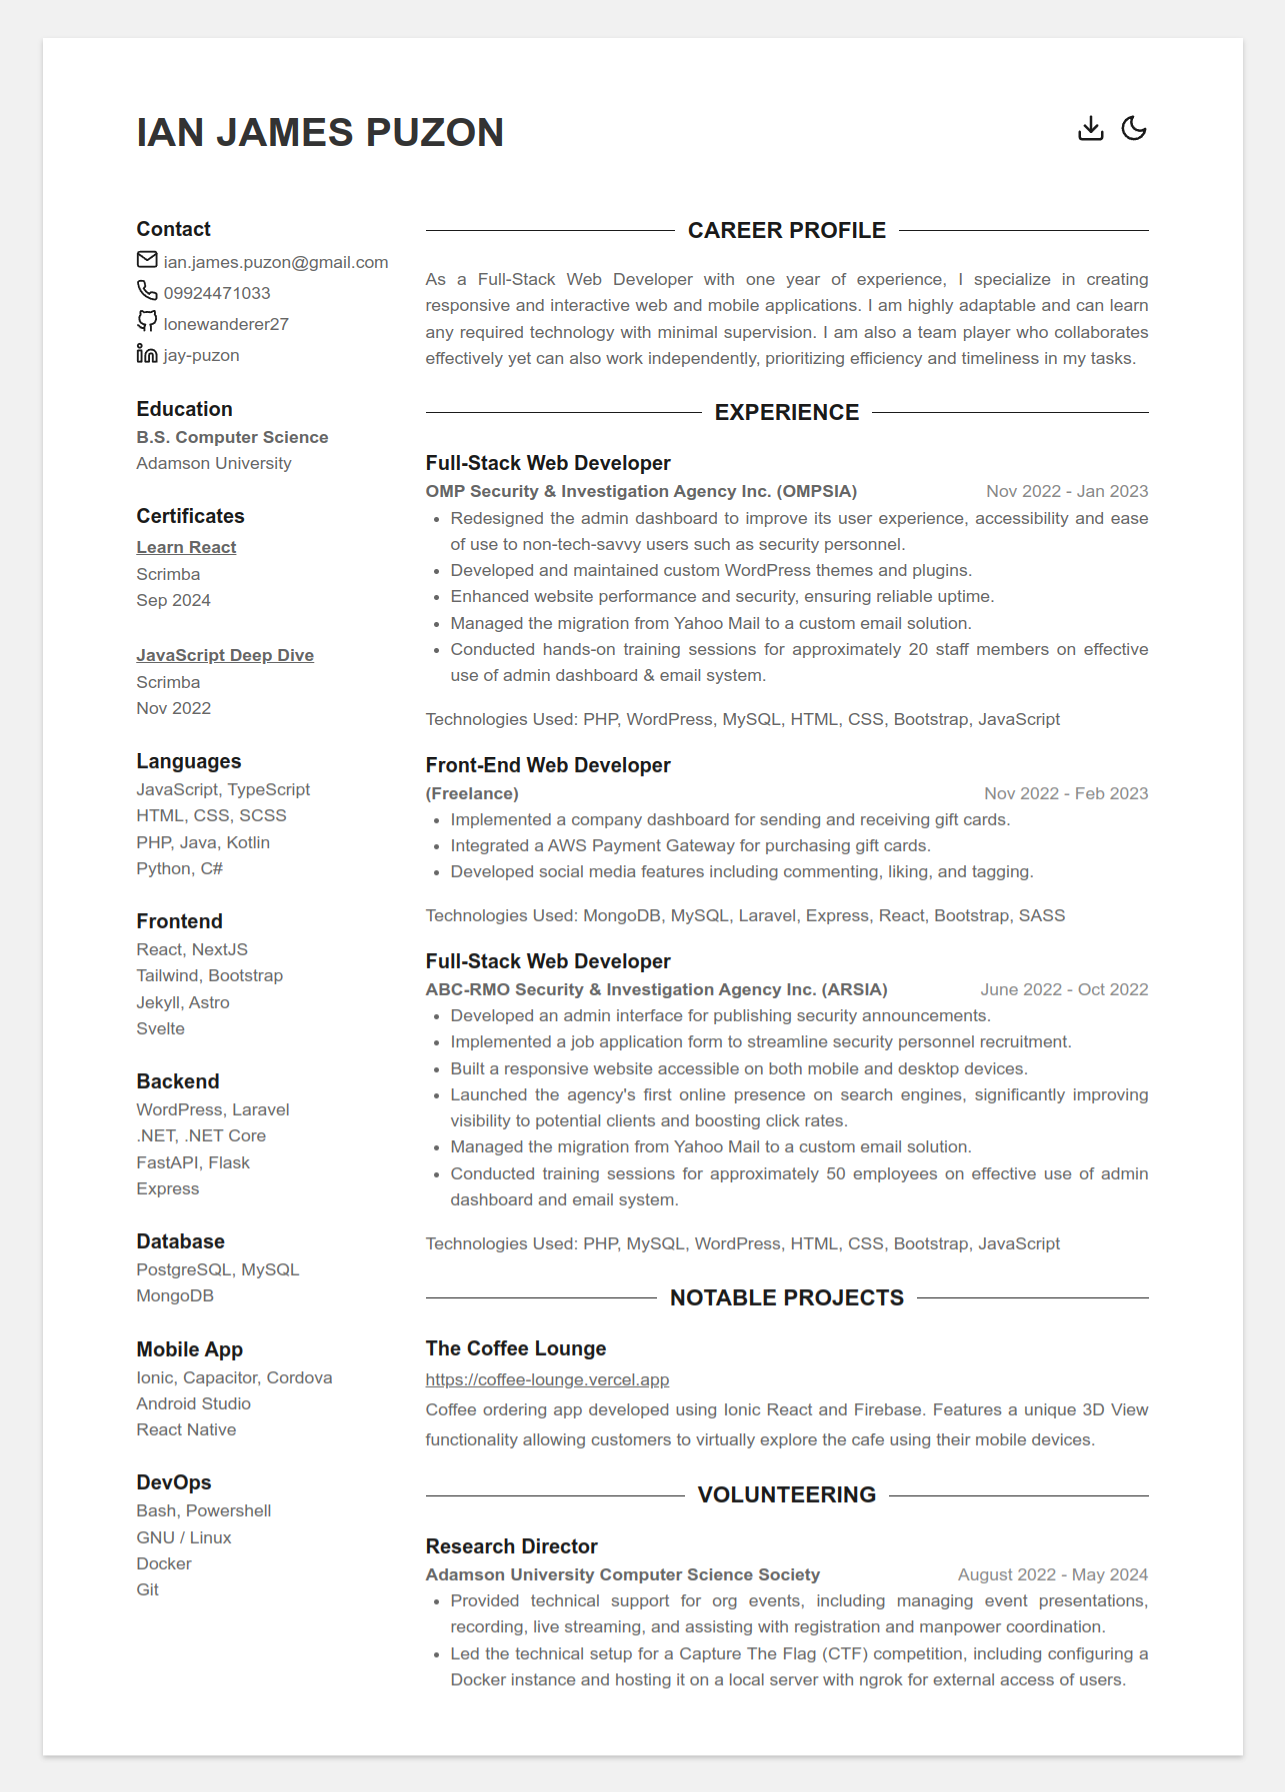 IAN JAMES PUZON
Contact
ian.james.puzon@gmail.com
09924471033
lonewanderer27
jay-puzon
Education
B.S. Computer Science
Adamson University
Certificates
Learn React
Scrimba
Sep 2024
JavaScript Deep Dive
Scrimba
Nov 2022
Languages
JavaScript, TypeScript
HTML, CSS, SCSS
PHP, Java, Kotlin
Python, C#
Frontend
React, NextJS
Tailwind, Bootstrap
Jekyll, Astro
Svelte
Backend
WordPress, Laravel
.NET, .NET Core
FastAPI, Flask
Express
Database
PostgreSQL, MySQL
MongoDB
Mobile App
Ionic, Capacitor, Cordova
Android Studio
React Native
DevOps
Bash, Powershell
GNU / Linux
Docker
Git
CAREER PROFILE
As a Full-Stack Web Developer with one year of experience, I specialize in creating
responsive and interactive web and mobile applications. I am highly adaptable and can learn
any required technology with minimal supervision. I am also a team player who collaborates
effectively yet can also work independently, prioritizing efficiency and timeliness in my tasks.
EXPERIENCE
Full-Stack Web Developer
OMP Security & Investigation Agency Inc. (OMPSIA) Nov 2022 - Jan 2023
• Redesigned the admin dashboard to improve its user experience, accessibility and ease
of use to non-tech-savvy users such as security personnel.
• Developed and maintained custom WordPress themes and plugins.
• Enhanced website performance and security, ensuring reliable uptime.
• Managed the migration from Yahoo Mail to a custom email solution.
• Conducted hands-on training sessions for approximately 20 staff members on effective
use of admin dashboard & email system.
Technologies Used: PHP, WordPress, MySQL, HTML, CSS, Bootstrap, JavaScript
Front-End Web Developer
(Freelance) Nov 2022 - Feb 2023
• Implemented a company dashboard for sending and receiving gift cards.
• Integrated a AWS Payment Gateway for purchasing gift cards.
• Developed social media features including commenting, liking, and tagging.
Technologies Used: MongoDB, MySQL, Laravel, Express, React, Bootstrap, SASS
Full-Stack Web Developer
ABC-RMO Security & Investigation Agency Inc. (ARSIA) June 2022 - Oct 2022
• Developed an admin interface for publishing security announcements.
• Implemented a job application form to streamline security personnel recruitment.
• Built a responsive website accessible on both mobile and desktop devices.
• Launched the agency's first online presence on search engines, significantly improving
visibility to potential clients and boosting click rates.
• Managed the migration from Yahoo Mail to a custom email solution.
• Conducted training sessions for approximately 50 employees on effective use of admin
dashboard and email system.
Technologies Used: PHP, MySQL, WordPress, HTML, CSS, Bootstrap, JavaScript
NOTABLE PROJECTS
The Coffee Lounge
https://coffee-lounge.vercel.app
Coffee ordering app developed using Ionic React and Firebase. Features a unique 3D View
functionality allowing customers to virtually explore the cafe using their mobile devices.
VOLUNTEERING
Research Director
Adamson University Computer Science Society August 2022 - May 2024
• Provided technical support for org events, including managing event presentations,
recording, live streaming, and assisting with registration and manpower coordination.
• Led the technical setup for a Capture The Flag (CTF) competition, including configuring a
Docker instance and hosting it on a local server with ngrok for external access of users.